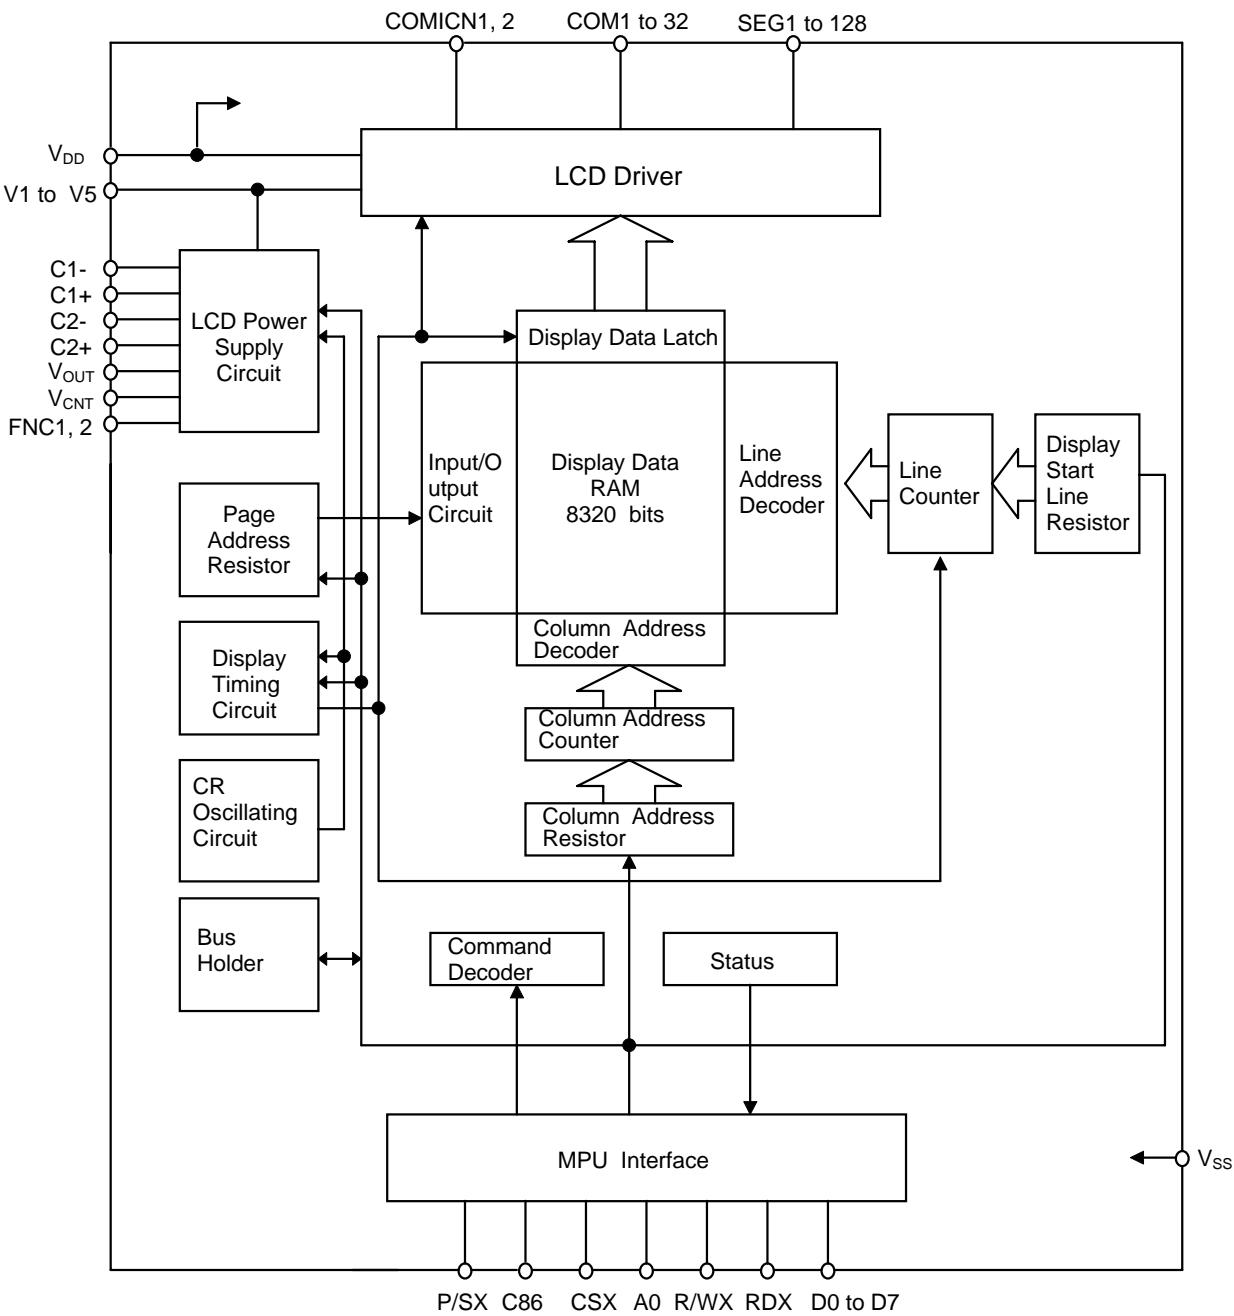 COMICN1, 2 COM1 to 32 SEG1 to 128
V_DD
LCD Driver
V1 to V5
C1-
C1+
C2-
C2+
V_OUT
V_CNT
FNC1, 2
LCD Power
Supply
Circuit
Display Data Latch
Input/O
utput
Circuit
Display Data
RAM
8320 bits
Line
Address
Decoder
Line
Counter
Display
Start
Line
Resistor
Page
Address
Resistor
Column Address
Decoder
Display
Timing
Circuit
Column Address
Counter
CR
Oscillating
Circuit
Column Address
Resistor
Bus
Holder
Command
Decoder
Status
MPU Interface
V_SS
P/SX C86 CSX A0 R/WX RDX D0 to D7